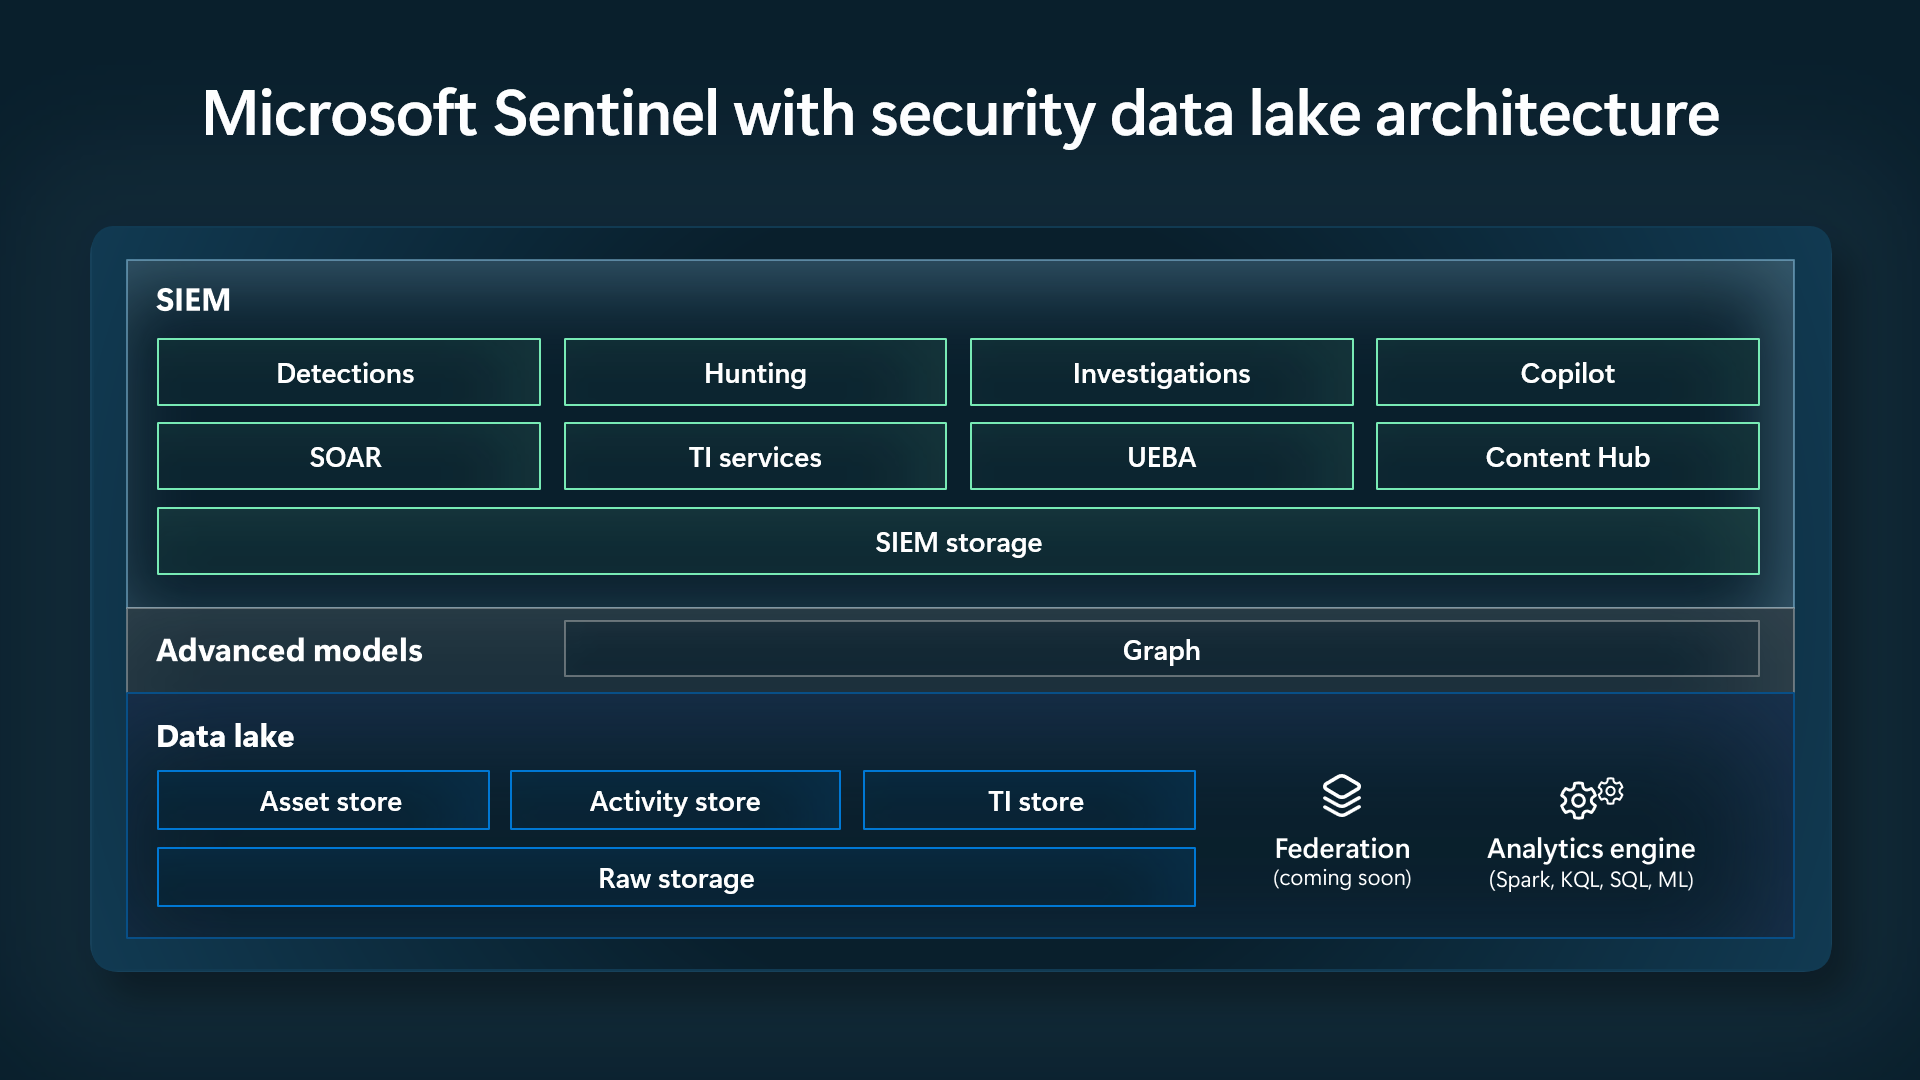 Microsoft Sentinel with security data lake architecture
SIEM
Detections
Hunting
Investigations
Copilot
SOAR
TI services
UEBA
Content Hub
SIEM storage
Advanced models
Graph
Data lake
Asset store
Activity store
TI store
Raw storage
Federation
(coming soon)
Analytics engine
(Spark, KQL, SQL, ML)